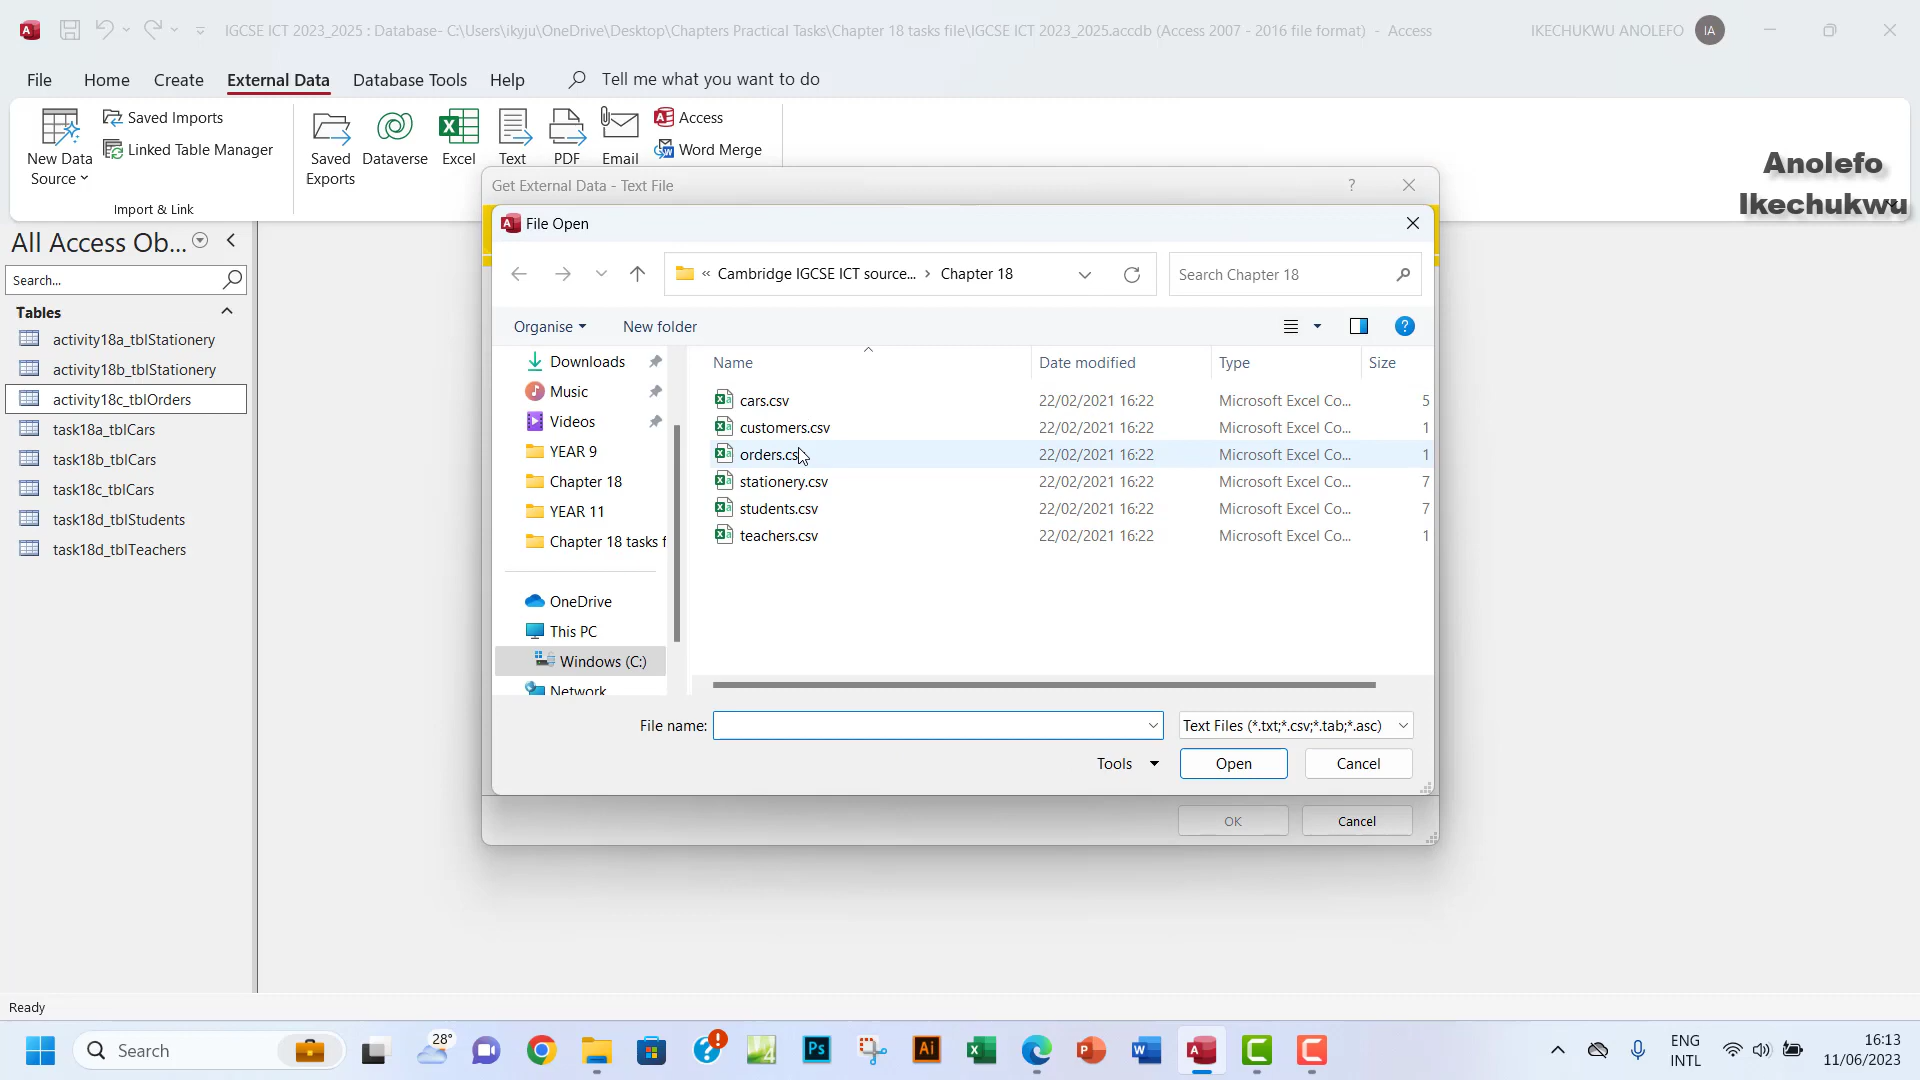 IGCSE ICT 2023_2025 : Database- C:\Users\ikyju\OneDrive\Desktop\Chapters Practical Tasks\Chapter 18 tasks file\IGCSE ICT 2023_2025.accdb (Access 2007 - 2016 file format) - Access
IKECHUKWU ANOLEFO
IA
File
Home
Create
External Data
Database Tools
Help
Tell me what you want to do
New Data
Source
Saved Imports
Linked Table Manager
Import & Link
Saved
Exports
Dataverse
Excel
Text
PDF
Email
Access
Word Merge
Anolefo
Ikechukwu
All Access Ob...
Search...
Tables
activity18a_tblStationery
activity18b_tblStationery
activity18c_tblOrders
task18a_tblCars
task18b_tblCars
task18c_tblCars
task18d_tblStudents
task18d_tblTeachers
Get External Data - Text File
?
File Open
« Cambridge IGCSE ICT source... › Chapter 18
Search Chapter 18
Organise
New folder
?
Downloads
Music
Videos
YEAR 9
Chapter 18
YEAR 11
Chapter 18 tasks f
OneDrive
This PC
Windows (C:)
Network
Name
Date modified
Type
Size
cars.csv 22/02/2021 16:22 Microsoft Excel Co... 5
customers.csv 22/02/2021 16:22 Microsoft Excel Co... 1
orders.cs 22/02/2021 16:22 Microsoft Excel Co... 1
stationery.csv 22/02/2021 16:22 Microsoft Excel Co... 7
students.csv 22/02/2021 16:22 Microsoft Excel Co... 7
teachers.csv 22/02/2021 16:22 Microsoft Excel Co... 1
File name:
Text Files (*.txt;*.csv;*.tab;*.asc)
Tools
Open
Cancel
OK
Cancel
Ready
Search
28°
Ps
Ai
ENG
INTL
16:13
11/06/2023